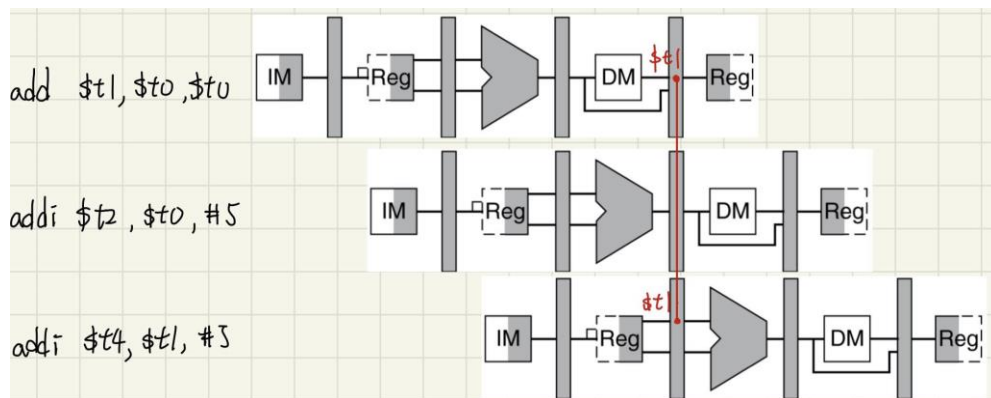 add $t1, $t0, $t0
IM Reg DM $t1 Reg
addi $t2, $t0, #5
IM Reg DM Reg
addi $t4, $t1, #3
IM Reg $t1 DM Reg